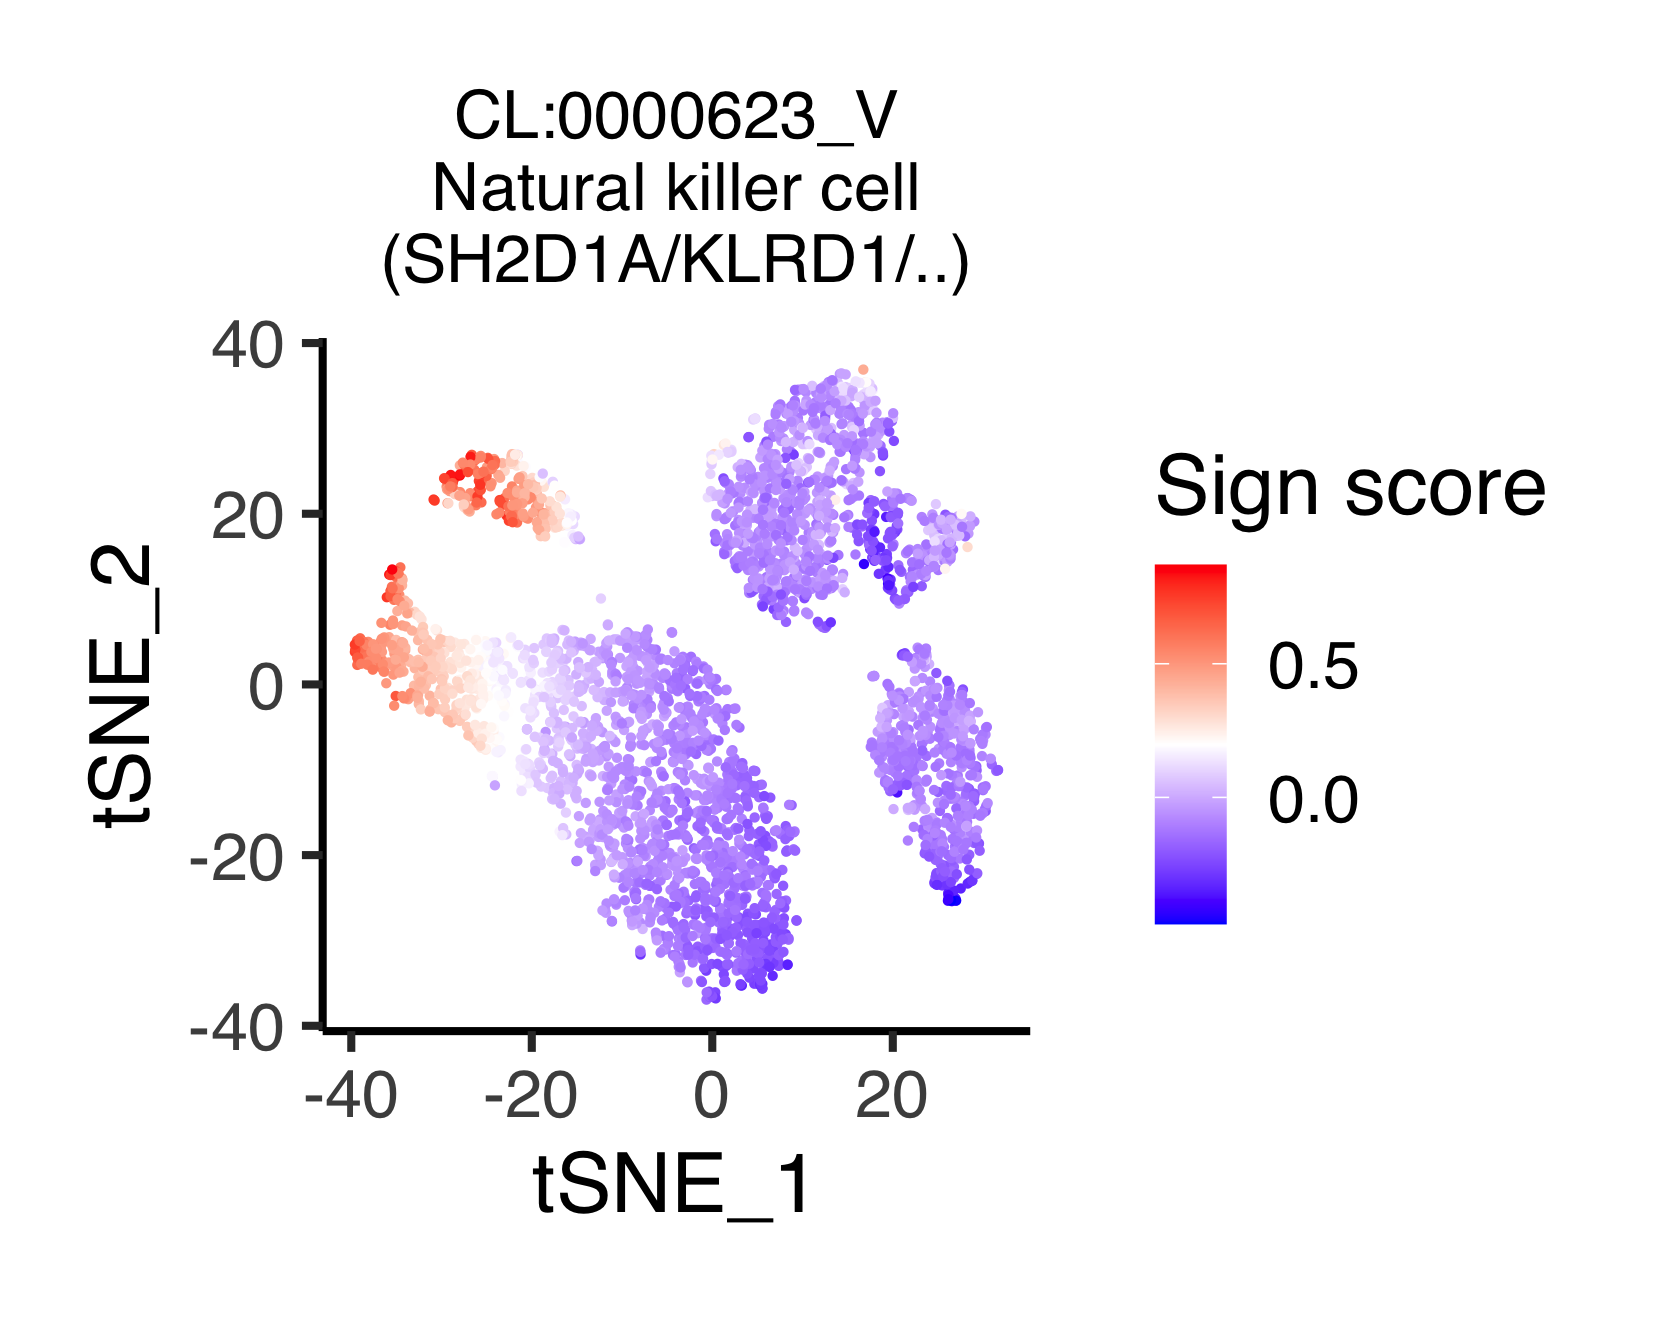 CL:0000623_V
Natural killer cell
(SH2D1A/KLRD1/..)
40
20
0
-20
-40
tSNE_2
-40 -20 0 20
tSNE_1
Sign score
0.5
0.0